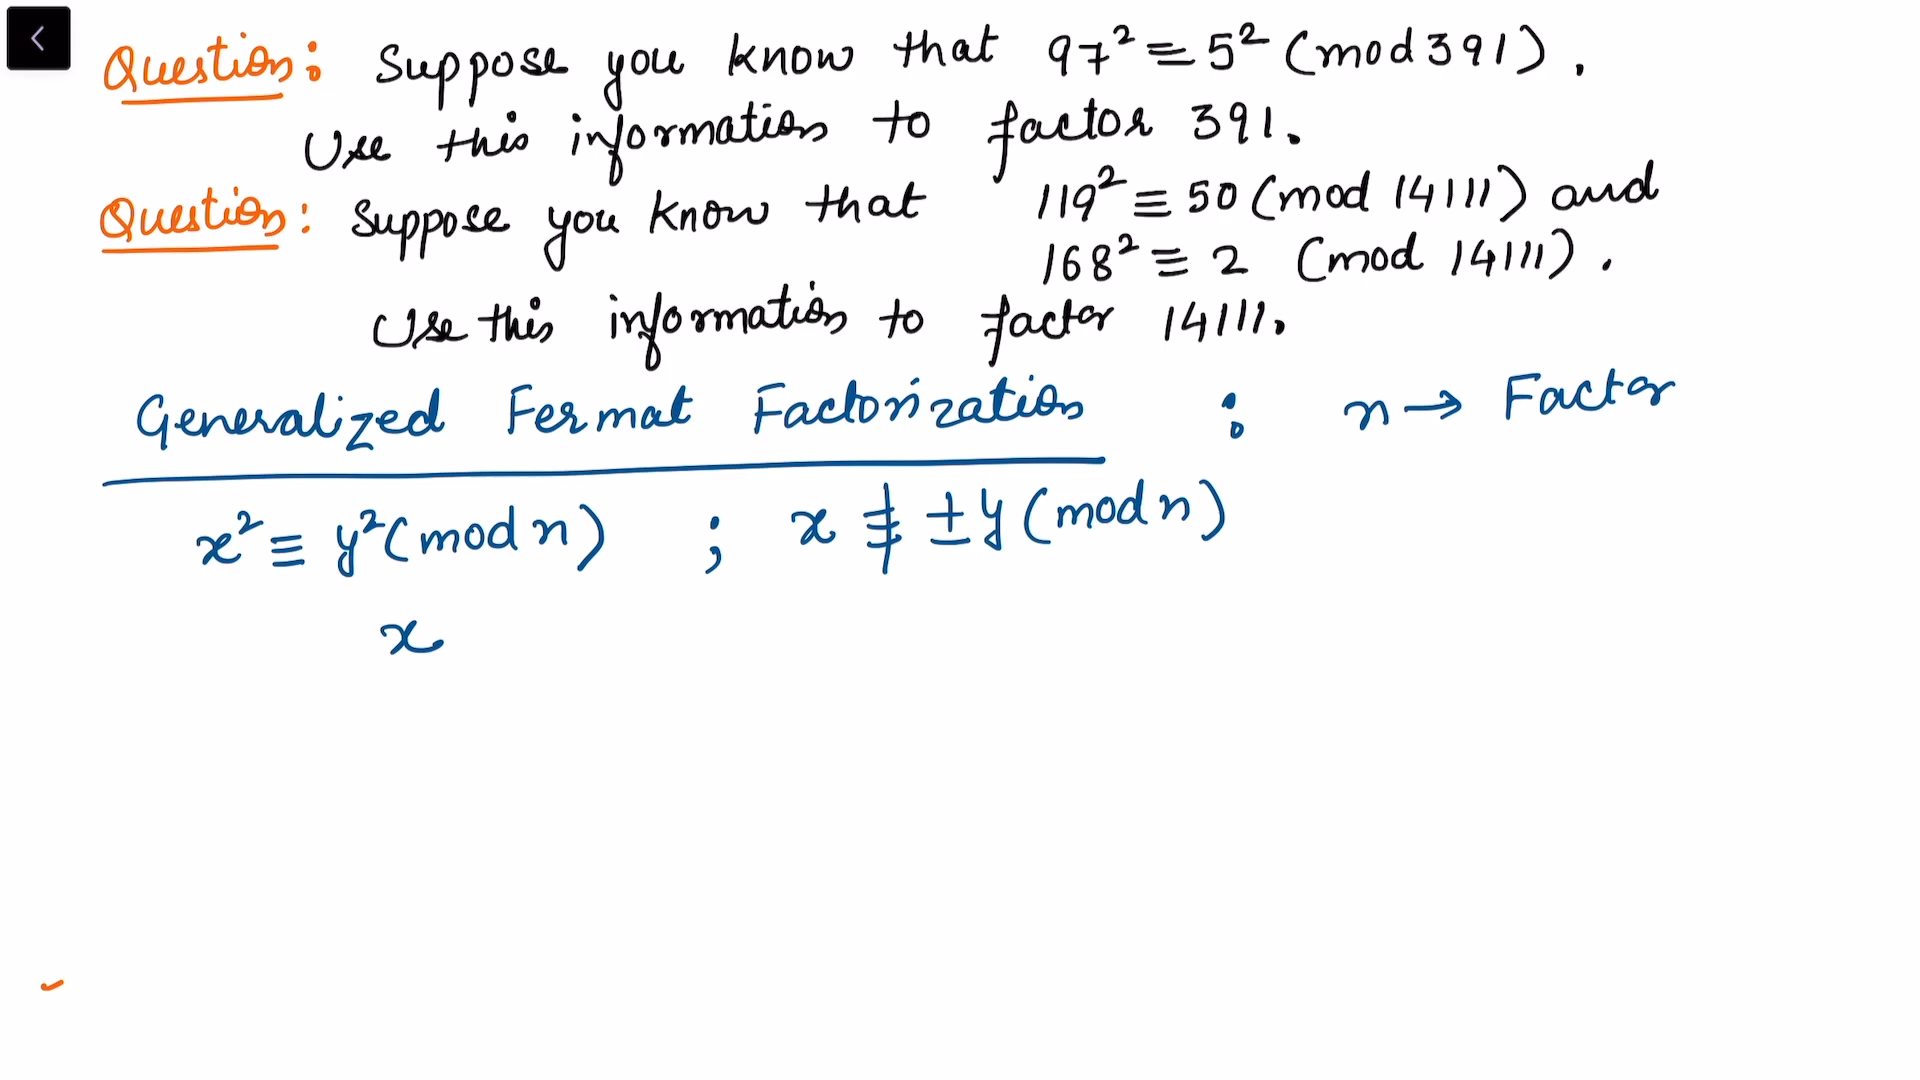 Question: Suppose you know that 97² ≡ 5² (mod 391).
Use this information to factor 391.
Question: Suppose you know that 119² ≡ 50 (mod 14111) and
168² ≡ 2 (mod 14111).
Use this information to factor 14111.
Generalized Fermat Factorization : n → Factor
x² ≡ y² (mod n) ; x ≢ ±y (mod n)
x